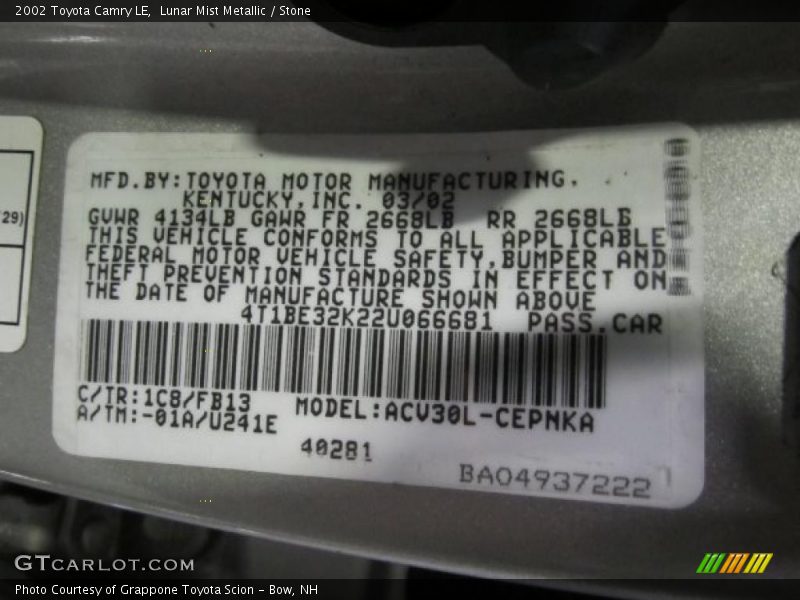 2002 Toyota Camry LE,  Lunar Mist Metallic / Stone
'29)
MFD.BY:TOYOTA MOTOR MANUFACTURING.
KENTUCKY,INC. 03/02
GVWR 4134LB GAWR FR 2668LB RR 2668LB
THIS VEHICLE CONFORMS TO ALL APPLICABLE
FEDERAL MOTOR VEHICLE SAFETY,BUMPER AND
THEFT PREVENTION STANDARDS IN EFFECT ON
THE DATE OF MANUFACTURE SHOWN ABOVE
4T1BE32K22U066681 PASS.CAR
C/TR:1C8/FB13
A/TM:-01A/U241E
MODEL:ACV30L-CEPNKA
40281
BA04937222
GTCARLOT.COM
Photo Courtesy of Grappone Toyota Scion - Bow, NH